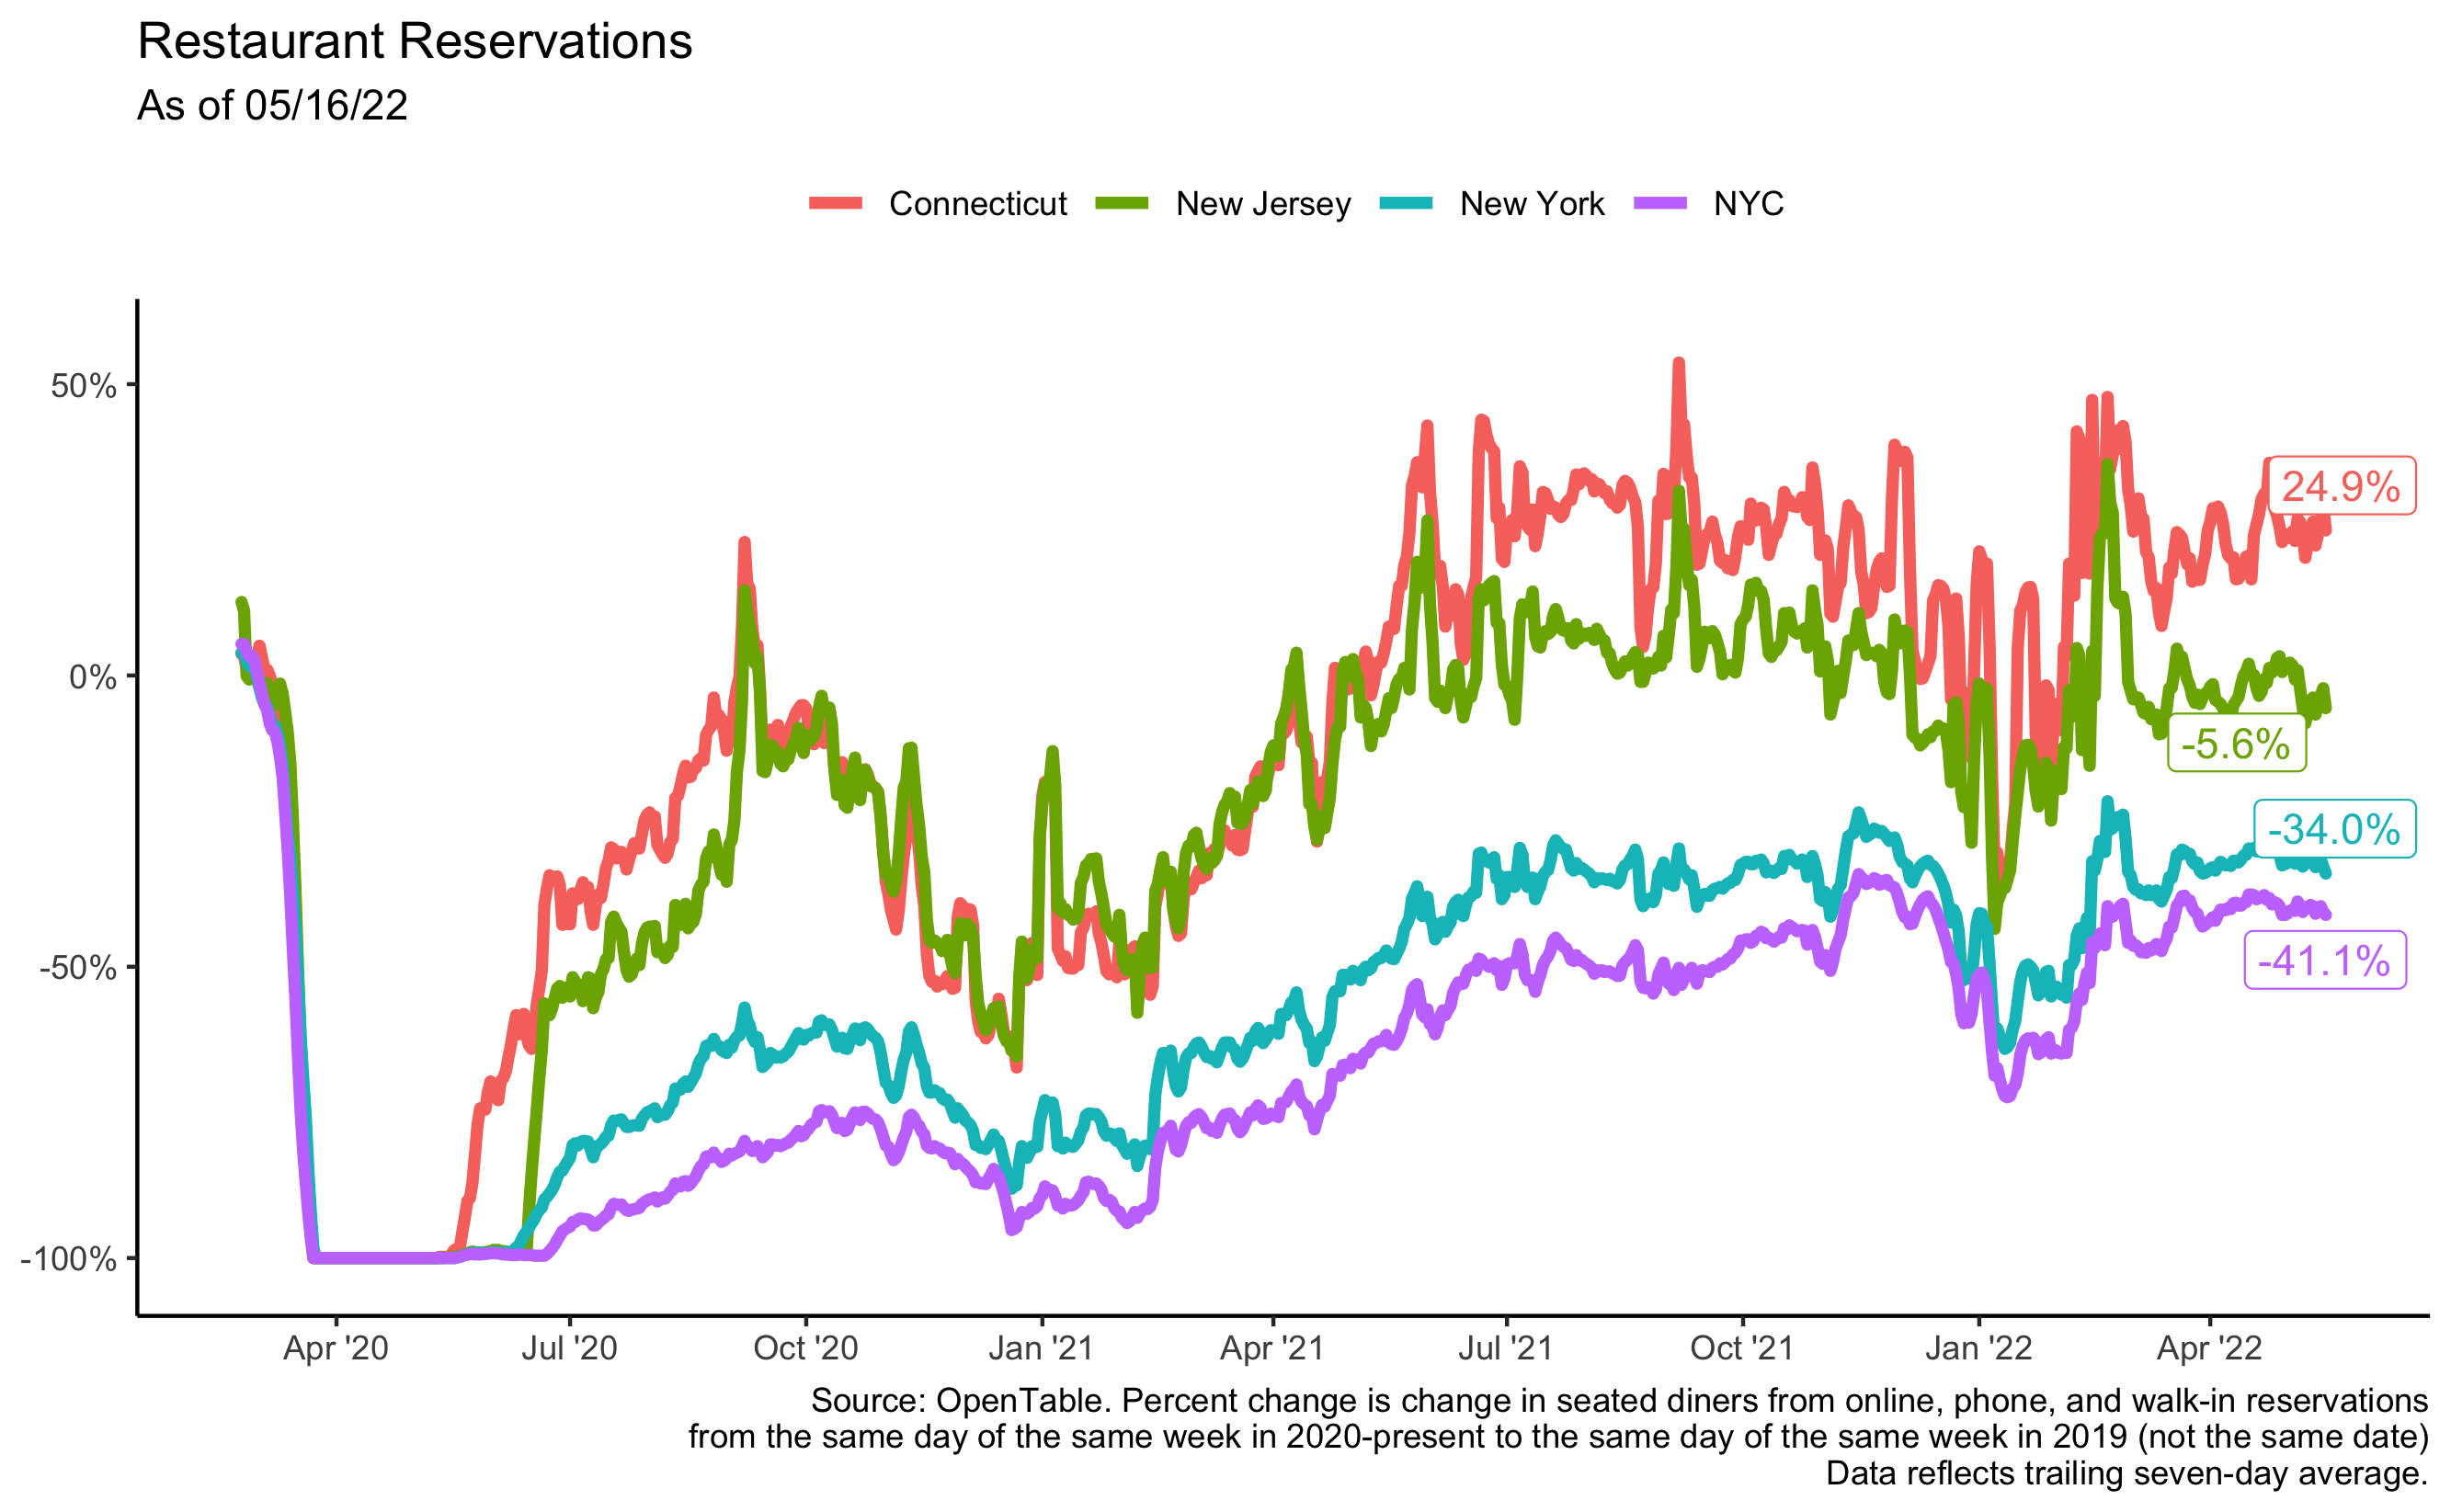 Restaurant Reservations
As of 05/16/22
Connecticut New Jersey New York NYC
50%
0%
-50%
-100%
24.9%
-5.6%
-34.0%
-41.1%
Apr '20 Jul '20 Oct '20 Jan '21 Apr '21 Jul '21 Oct '21 Jan '22 Apr '22
Source: OpenTable. Percent change is change in seated diners from online, phone, and walk-in reservations
from the same day of the same week in 2020-present to the same day of the same week in 2019 (not the same date)
Data reflects trailing seven-day average.